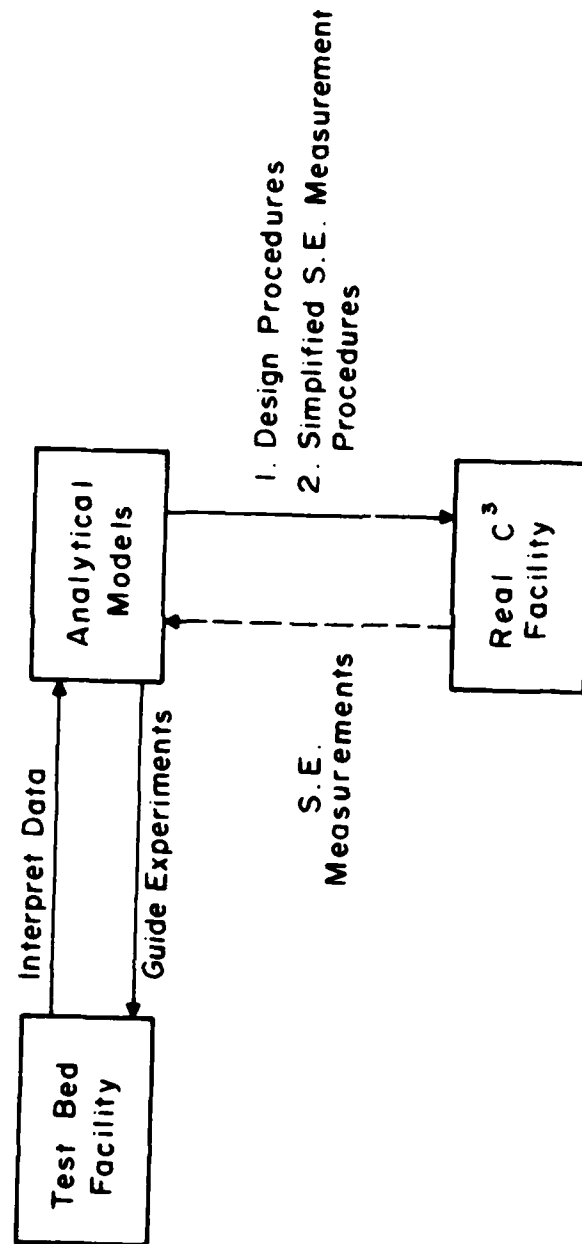 Test Bed
Facility
Interpret Data
Guide Experiments
Analytical
Models
S.E.
Measurements
1. Design Procedures
2. Simplified S.E. Measurement
Procedures
Real C³
Facility